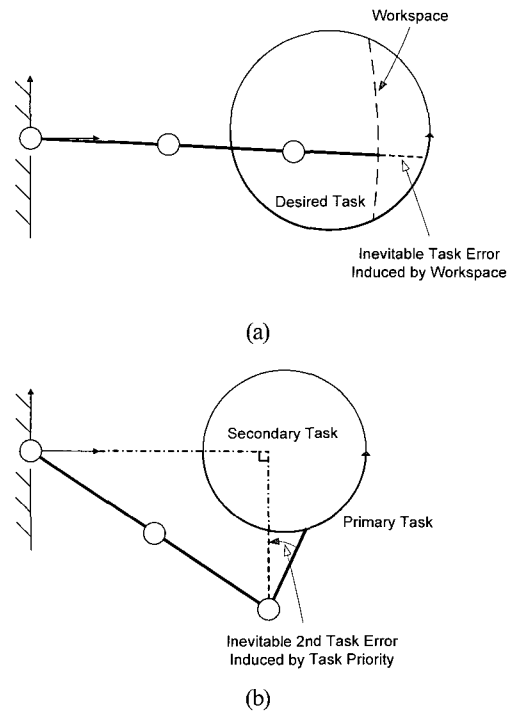 Workspace
Desired Task
Inevitable Task Error
Induced by Workspace
(a)
Secondary Task
Primary Task
Inevitable 2nd Task Error
Induced by Task Priority
(b)